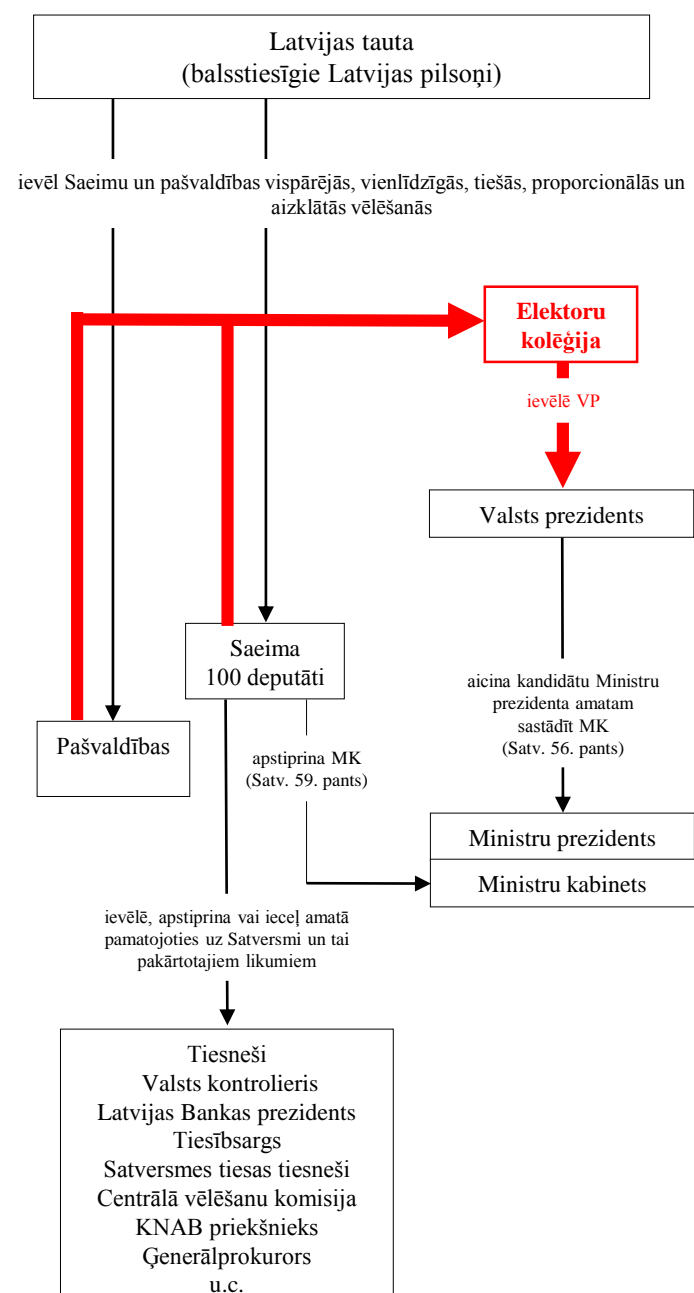 Latvijas tauta
(balsstiesīgie Latvijas pilsoņi)
ievēl Saeimu un pašvaldības vispārējās, vienlīdzīgās, tiešās, proporcionālās un
aizklātās vēlēšanās
Elektoru
kolēģija
ievēlē VP
Valsts prezidents
Saeima
100 deputāti
aicina kandidātu Ministru
prezidenta amatam
sastādīt MK
(Satv. 56. pants)
Pašvaldības
apstiprina MK
(Satv. 59. pants)
Ministru prezidents
Ministru kabinets
ievēlē, apstiprina vai ieceļ amatā
pamatojoties uz Satversmi un tai
pakārtotajiem likumiem
Tiesneši
Valsts kontrolieris
Latvijas Bankas prezidents
Tiesībsargs
Satversmes tiesas tiesneši
Centrālā vēlēšanu komisija
KNAB priekšnieks
Ģenerālprokurors
u.c.